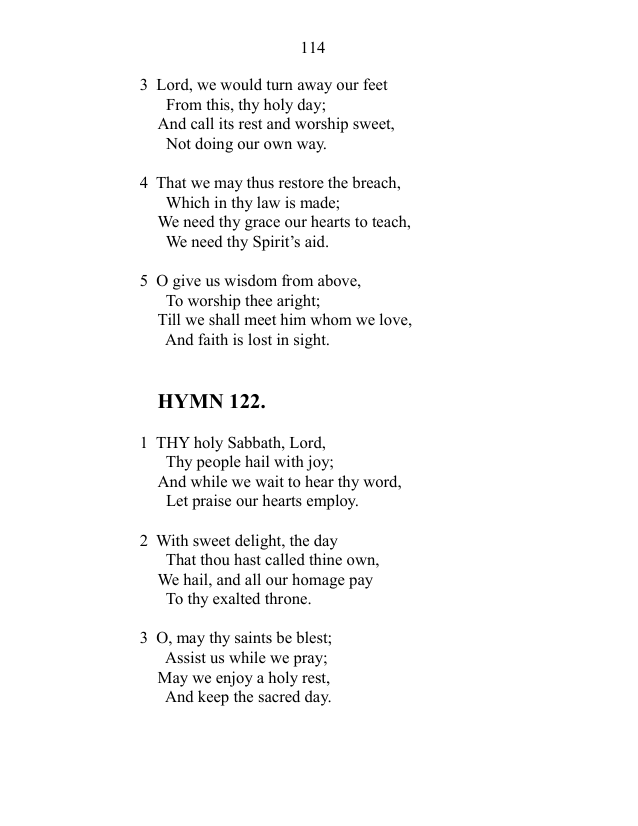 114
3 Lord, we would turn away our feet
From this, thy holy day;
And call its rest and worship sweet,
Not doing our own way.
4 That we may thus restore the breach,
Which in thy law is made;
We need thy grace our hearts to teach,
We need thy Spirit’s aid.
5 O give us wisdom from above,
To worship thee aright;
Till we shall meet him whom we love,
And faith is lost in sight.
HYMN 122.
1 THY holy Sabbath, Lord,
Thy people hail with joy;
And while we wait to hear thy word,
Let praise our hearts employ.
2 With sweet delight, the day
That thou hast called thine own,
We hail, and all our homage pay
To thy exalted throne.
3 O, may thy saints be blest;
Assist us while we pray;
May we enjoy a holy rest,
And keep the sacred day.